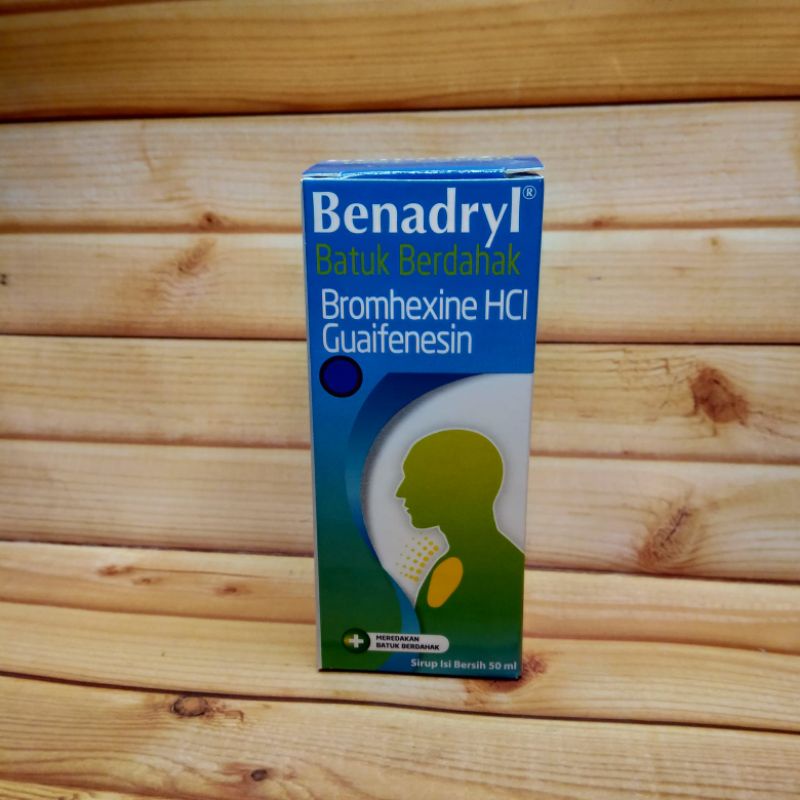 Benadryl®
Batuk Berdahak
Bromhexine HCl
Guaifenesin
MEREDAKAN
BATUK BERDAHAK
Sirup Isi Bersih 50 ml